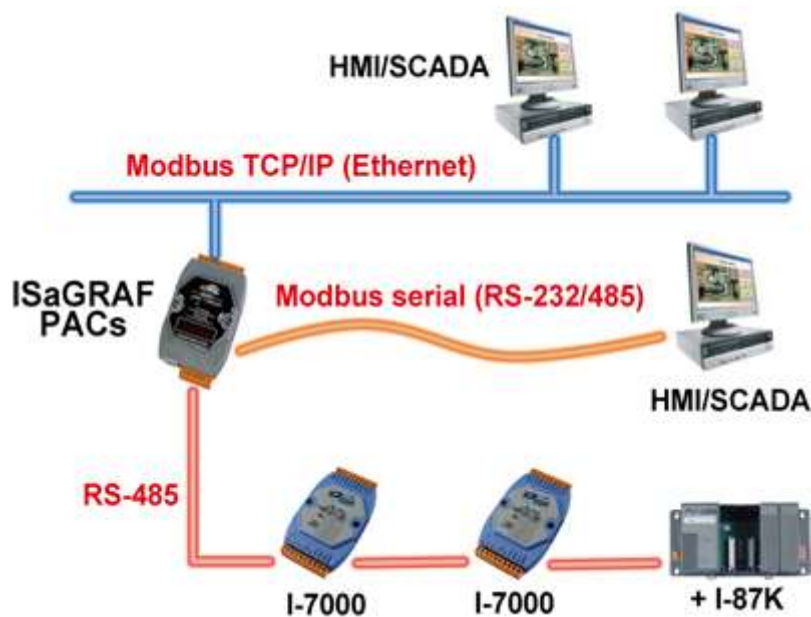 HMI/SCADA
Modbus TCP/IP (Ethernet)
ISaGRAF
PACs
Modbus serial (RS-232/485)
HMI/SCADA
RS-485
I-7000
I-7000
+ I-87K